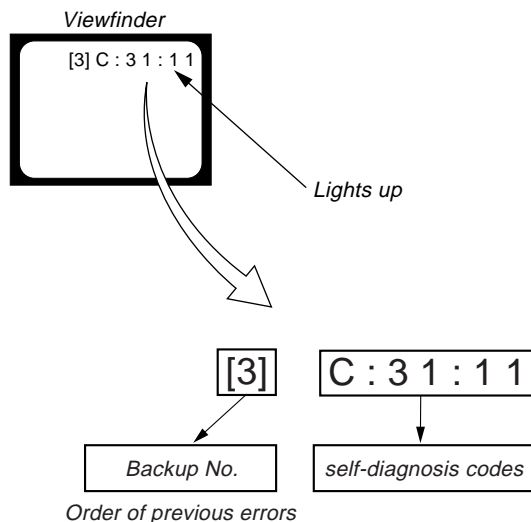 Viewfinder
[3] C : 3 1 : 1 1
Lights up
[3] C : 3 1 : 1 1
Backup No. self-diagnosis codes
Order of previous errors